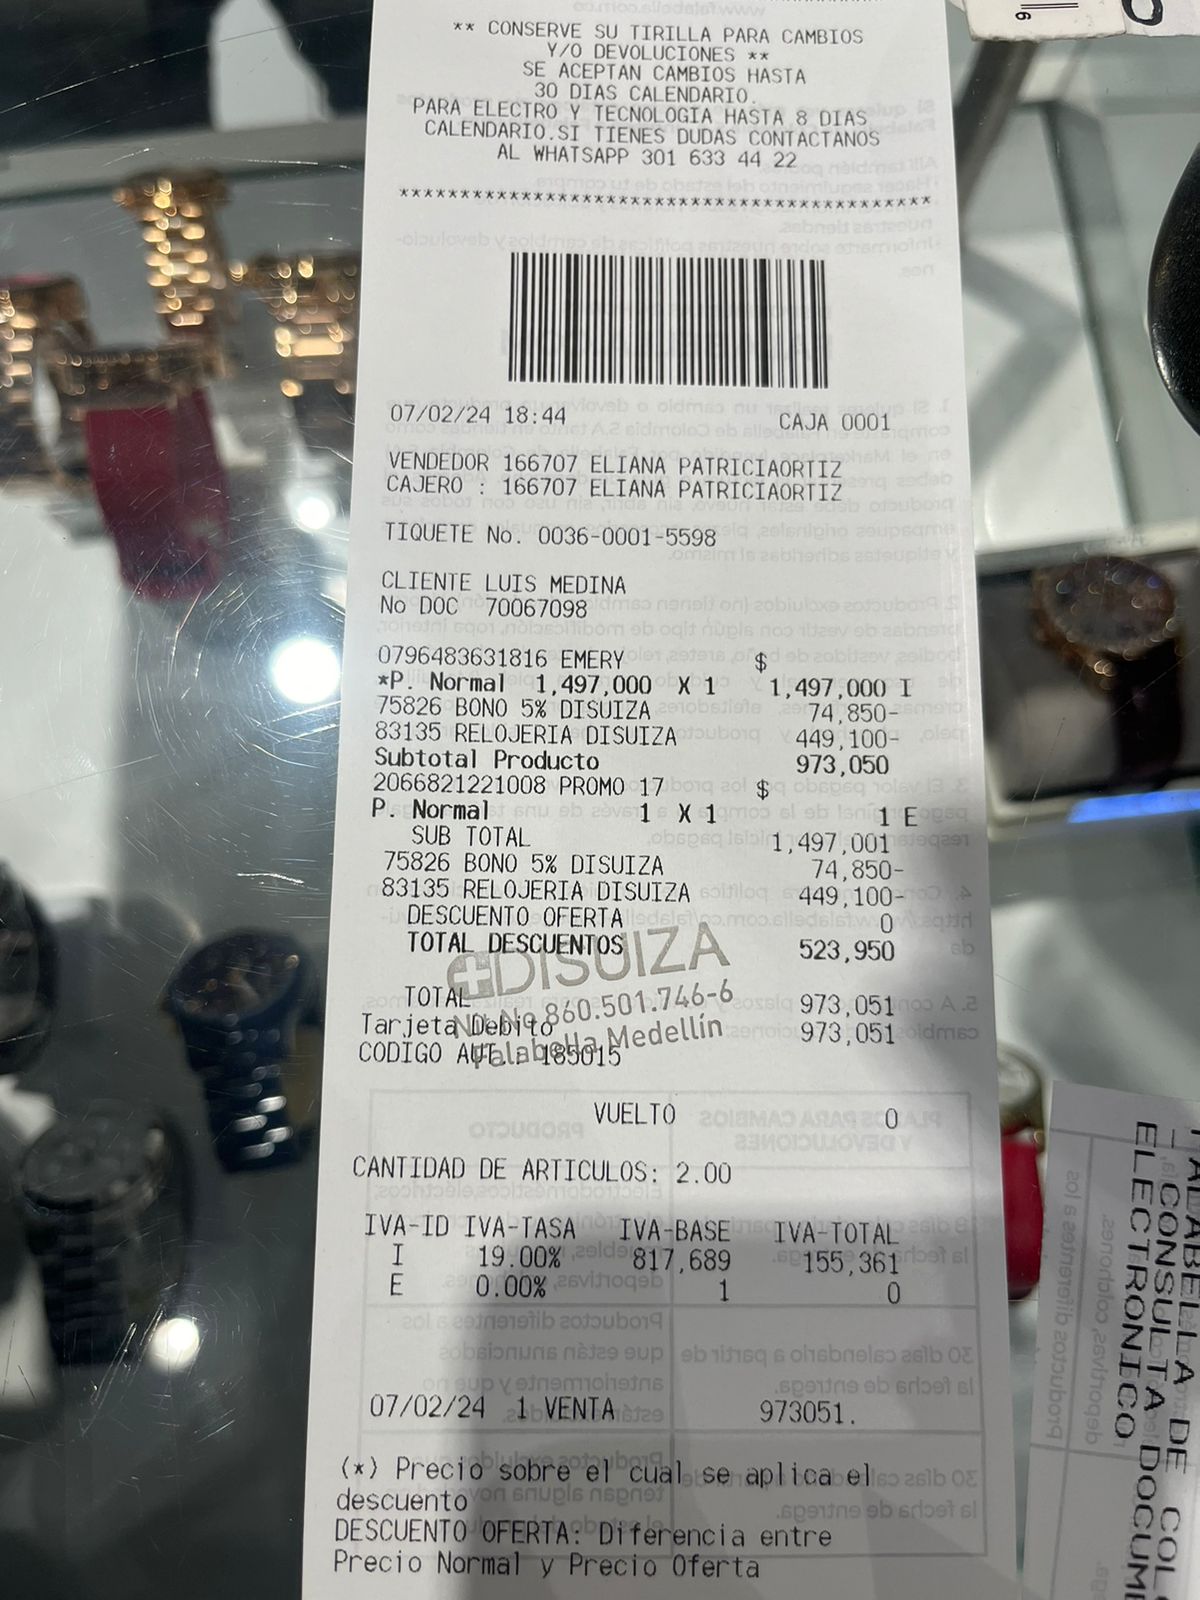 ** CONSERVE SU TIRILLA PARA CAMBIOS
Y/O DEVOLUCIONES **
SE ACEPTAN CAMBIOS HASTA
30 DIAS CALENDARIO.
PARA ELECTRO Y TECNOLOGIA HASTA 8 DIAS
CALENDARIO.SI TIENES DUDAS CONTACTANOS
AL WHATSAPP 301 633 44 22
********************************************
07/02/24 18:44 CAJA 0001
VENDEDOR 166707 ELIANA PATRICIAORTIZ
CAJERO : 166707 ELIANA PATRICIAORTIZ
TIQUETE No. 0036-0001-5598
CLIENTE LUIS MEDINA
No DOC 70067098
0796483631816 EMERY $
*P. Normal 1,497,000 X 1 1,497,000 I
75826 BONO 5% DISUIZA 74,850-
83135 RELOJERIA DISUIZA 449,100-
Subtotal Producto 973,050
2066821221008 PROMO 17 $
P. Normal 1 X 1 1 E
SUB TOTAL 1,497,001
75826 BONO 5% DISUIZA 74,850-
83135 RELOJERIA DISUIZA 449,100-
DESCUENTO OFERTA 0
TOTAL DESCUENTOS 523,950
DISUIZA
TOTAL 973,051
No 860.501.746-6
Tarjeta Debito 973,051
Falabella Medellín
CODIGO AUT.: 185015
VUELTO 0
CANTIDAD DE ARTICULOS: 2.00
IVA-ID IVA-TASA IVA-BASE IVA-TOTAL
I 19.00% 817,689 155,361
E 0.00% 1 0
07/02/24 1 VENTA 973051.
(*) Precio sobre el cual se aplica el
descuento
DESCUENTO OFERTA: Diferencia entre
Precio Normal y Precio Oferta
FALABELLA DE COL
CONSULTA DOCUME
ELECTRONICO